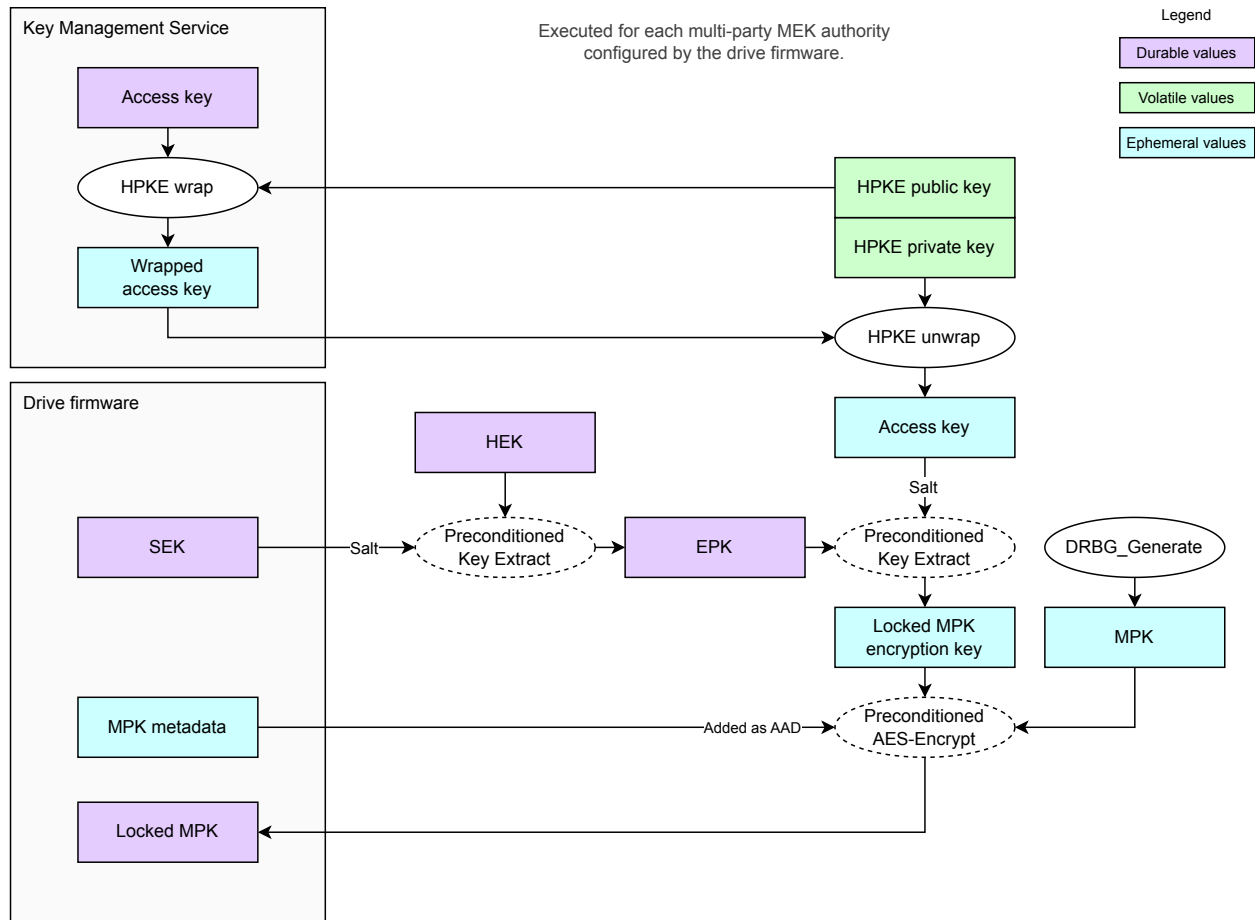 Key Management Service
Executed for each multi-party MEK authority
configured by the drive firmware.
Legend
Durable values
Volatile values
Ephemeral values
Access key
HPKE wrap
HPKE public key
HPKE private key
Wrapped
access key
HPKE unwrap
Drive firmware
Access key
HEK
Salt
SEK
Salt
Preconditioned
Key Extract
EPK
Preconditioned
Key Extract
DRBG_Generate
Locked MPK
encryption key
MPK
MPK metadata
Added as AAD
Preconditioned
AES-Encrypt
Locked MPK